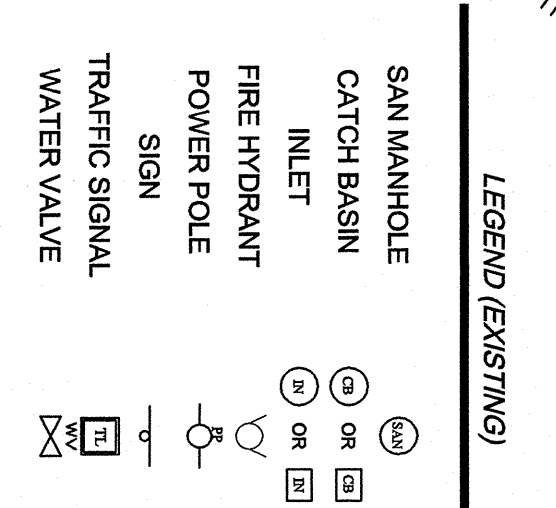 LEGEND (EXISTING)
SAN MANHOLE SAN
CATCH BASIN CB OR CB
INLET IN OR IN
FIRE HYDRANT
POWER POLE PP
SIGN
TRAFFIC SIGNAL TL
WATER VALVE WV